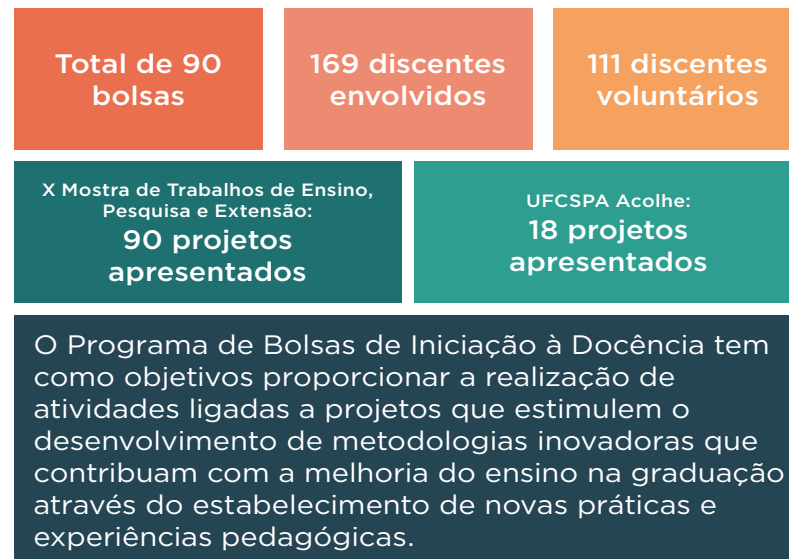 Total de 90
bolsas
169 discentes
envolvidos
111 discentes
voluntários
X Mostra de Trabalhos de Ensino,
Pesquisa e Extensão:
90 projetos
apresentados
UFCSPA Acolhe:
18 projetos
apresentados
O Programa de Bolsas de Iniciação à Docência tem
como objetivos proporcionar a realização de
atividades ligadas a projetos que estimulem o
desenvolvimento de metodologias inovadoras que
contribuam com a melhoria do ensino na graduação
através do estabelecimento de novas práticas e
experiências pedagógicas.